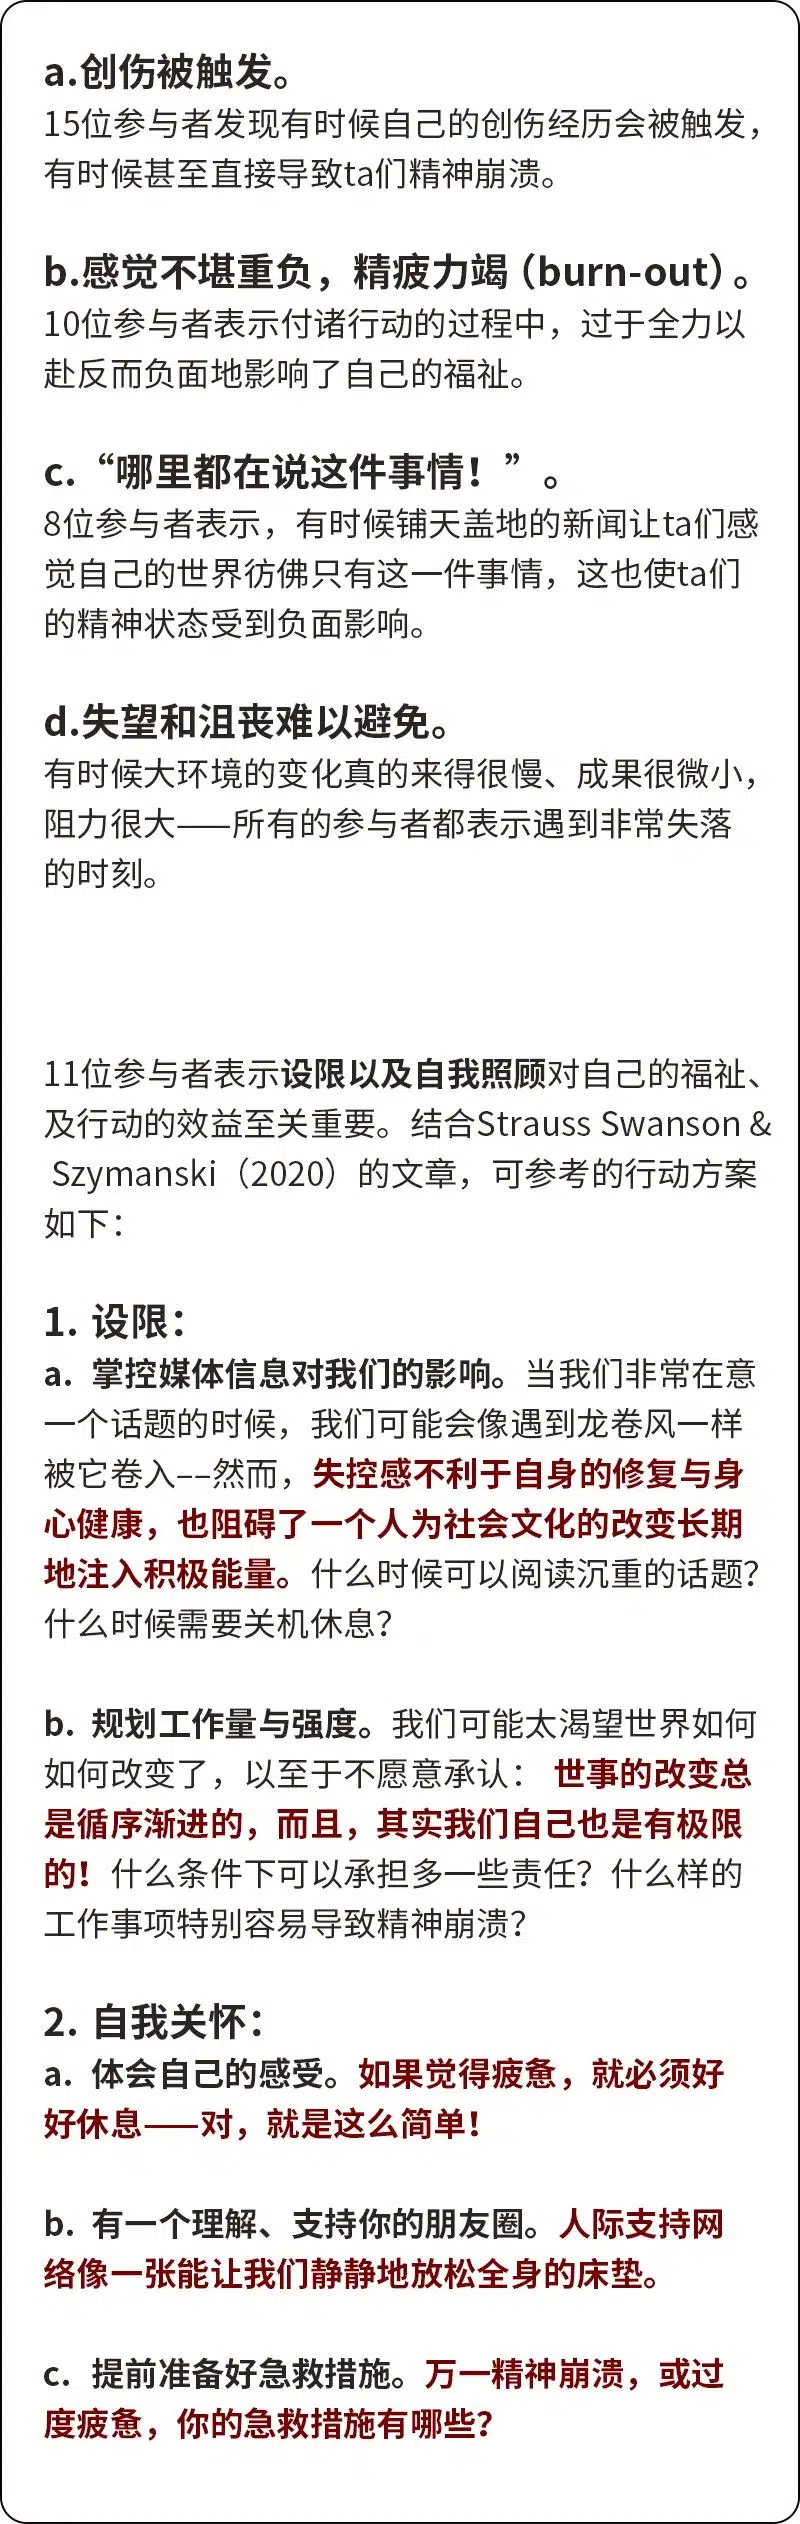 a.创伤被触发。
15位参与者发现有时候自己的创伤经历会被触发，
有时候甚至直接导致ta们精神崩溃。
b.感觉不堪重负，精疲力竭（burn-out）。
10位参与者表示付诸行动的过程中，过于全力以
赴反而负面地影响了自己的福祉。
c.“哪里都在说这件事情！”。
8位参与者表示，有时候铺天盖地的新闻让ta们感
觉自己的世界彷佛只有这一件事情，这也使ta们
的精神状态受到负面影响。
d.失望和沮丧难以避免。
有时候大环境的变化真的来得很慢、成果很微小，
阻力很大——所有的参与者都表示遇到非常失落
的时刻。
11位参与者表示设限以及自我照顾对自己的福祉、
及行动的效益至关重要。结合Strauss Swanson &
Szymanski（2020）的文章，可参考的行动方案
如下：
1. 设限：
a. 掌控媒体信息对我们的影响。当我们非常在意
一个话题的时候，我们可能会像遇到龙卷风一样
被它卷入--然而，失控感不利于自身的修复与身
心健康，也阻碍了一个人为社会文化的改变长期
地注入积极能量。什么时候可以阅读沉重的话题？
什么时候需要关机休息？
b. 规划工作量与强度。我们可能太渴望世界如何
如何改变了，以至于不愿意承认： 世事的改变总
是循序渐进的，而且，其实我们自己也是有极限
的！什么条件下可以承担多一些责任？什么样的
工作事项特别容易导致精神崩溃？
2. 自我关怀：
a. 体会自己的感受。如果觉得疲惫，就必须好
好休息——对，就是这么简单！
b. 有一个理解、支持你的朋友圈。人际支持网
络像一张能让我们静静地放松全身的床垫。
c. 提前准备好急救措施。万一精神崩溃，或过
度疲惫，你的急救措施有哪些？